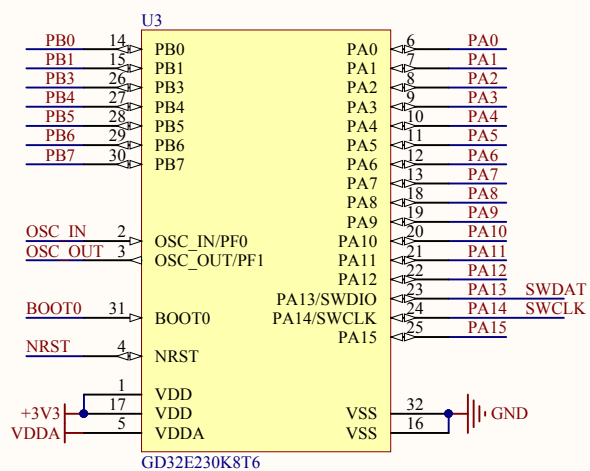 U3
PB0 14 PB0 PA0 6 PA0
PB1 15 PB1 PA1 7 PA1
PB3 26 PB3 PA2 8 PA2
PB4 27 PB4 PA3 9 PA3
PB5 28 PB5 PA4 10 PA4
PB6 29 PB6 PA5 11 PA5
PB7 30 PB7 PA6 12 PA6
PA7 13 PA7
PA8 18 PA8
PA9 19 PA9
OSC_IN 2 OSC_IN/PF0 PA10 20 PA10
OSC_OUT 3 OSC_OUT/PF1 PA11 21 PA11
PA12 22 PA12
PA13/SWDIO 23 PA13 SWDAT
BOOT0 31 BOOT0 PA14/SWCLK 24 PA14 SWCLK
PA15 25 PA15
NRST 4 NRST
1 VDD
+3V3 17 VDD VSS 32 GND
VDDA 5 VDDA VSS 16
GD32E230K8T6